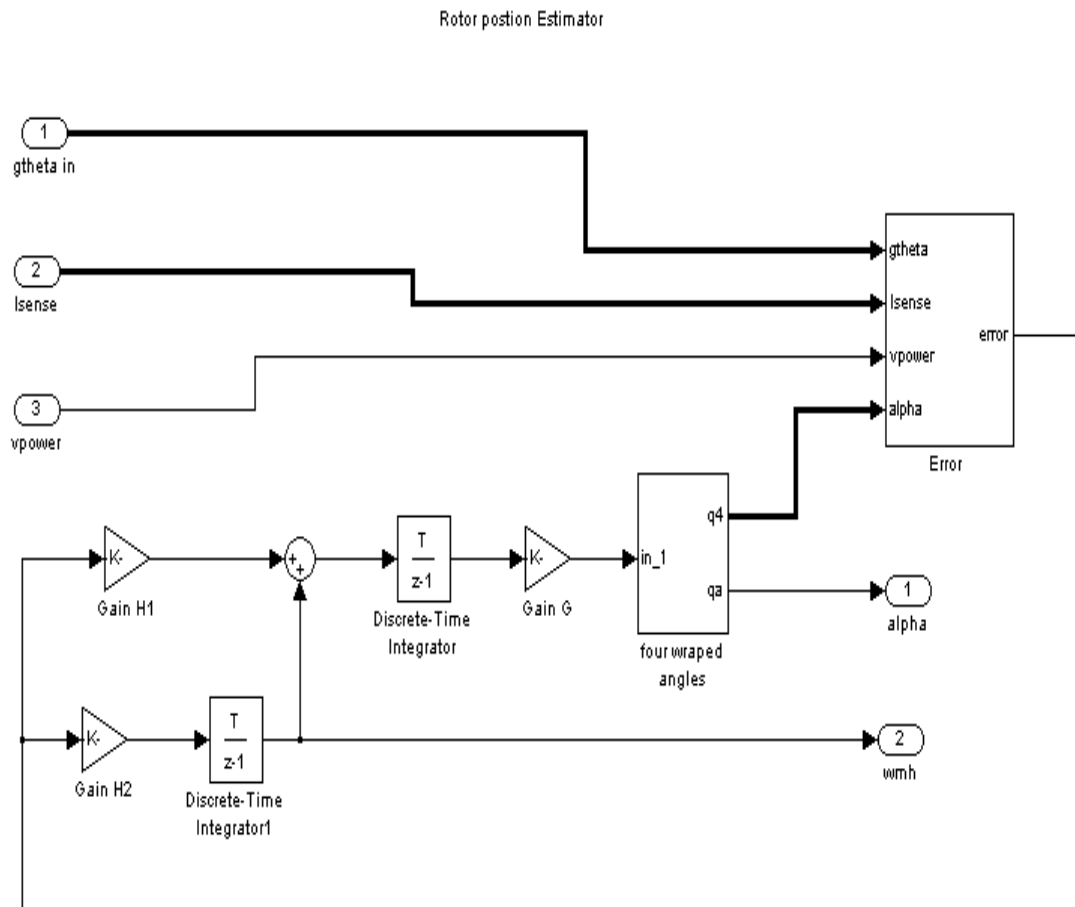 Rotor postion Estimator
1
gtheta in
2
Isense
3
vpower
gtheta
Isense
vpower
alpha
error
Error
K-
Gain H1
+
+
T
z-1
Discrete-Time
Integrator
K-
Gain G
in_1
q4
qa
four wraped
angles
1
alpha
K-
Gain H2
T
z-1
Discrete-Time
Integrator1
2
wmh